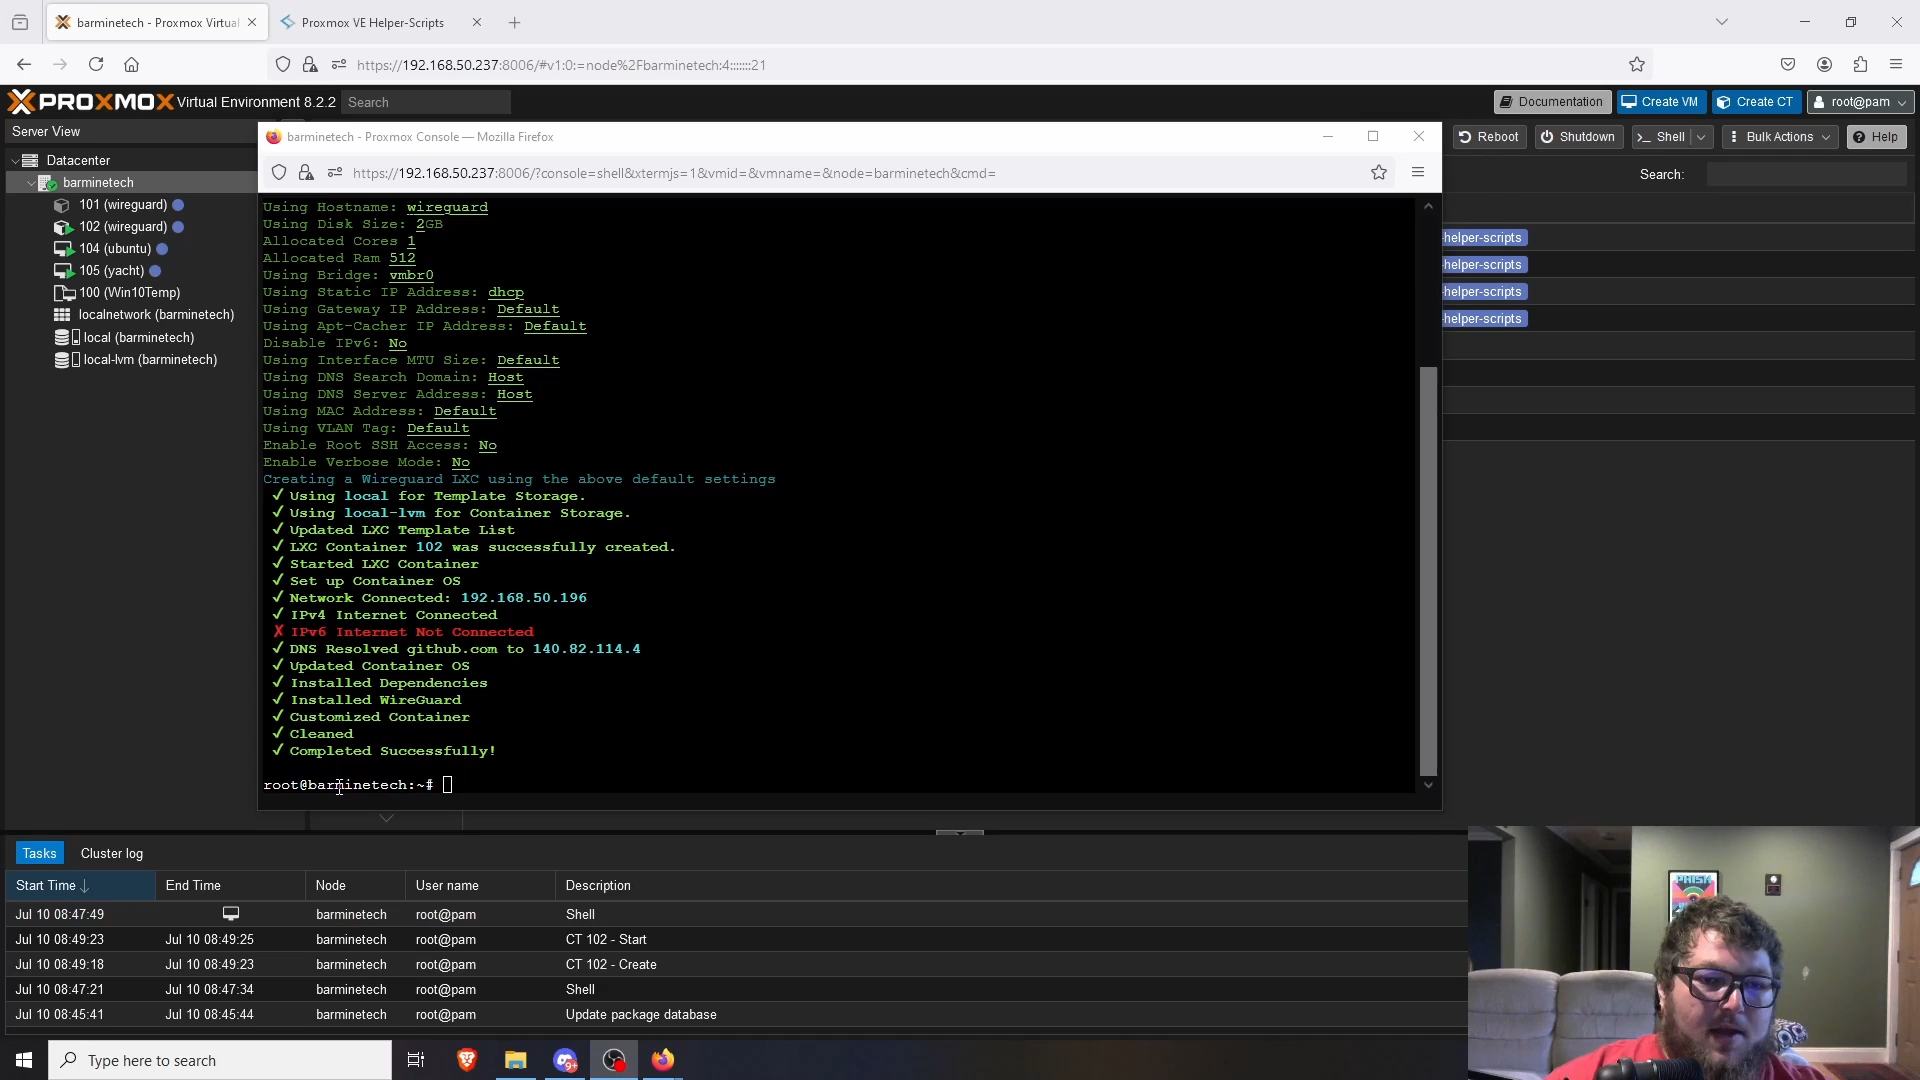 barminetech - Proxmox Virtual
Proxmox VE Helper-Scripts
https://192.168.50.237:8006/#v1:0:=node%2Fbarminetech:4:::::::21
PROXMOX Virtual Environment 8.2.2
Search
Documentation
Create VM
Create CT
root@pam
Server View
Reboot
Shutdown
Shell
Bulk Actions
Help
Search:
Datacenter
barminetech
101 (wireguard)
102 (wireguard)
104 (ubuntu)
105 (yacht)
100 (Win10Temp)
localnetwork (barminetech)
local (barminetech)
local-lvm (barminetech)
barminetech - Proxmox Console — Mozilla Firefox
https://192.168.50.237:8006/?console=shell&xtermjs=1&vmid=&vmname=&node=barminetech&cmd=
Using Hostname: wireguard
Using Disk Size: 2GB
Allocated Cores 1
Allocated Ram 512
Using Bridge: vmbr0
Using Static IP Address: dhcp
Using Gateway IP Address: Default
Using Apt-Cacher IP Address: Default
Disable IPv6: No
Using Interface MTU Size: Default
Using DNS Search Domain: Host
Using DNS Server Address: Host
Using MAC Address: Default
Using VLAN Tag: Default
Enable Root SSH Access: No
Enable Verbose Mode: No
Creating a Wireguard LXC using the above default settings
✓ Using local for Template Storage.
✓ Using local-lvm for Container Storage.
✓ Updated LXC Template List
✓ LXC Container 102 was successfully created.
✓ Started LXC Container
✓ Set up Container OS
✓ Network Connected: 192.168.50.196
✓ IPv4 Internet Connected
✗ IPv6 Internet Not Connected
✓ DNS Resolved github.com to 140.82.114.4
✓ Updated Container OS
✓ Installed Dependencies
✓ Installed WireGuard
✓ Customized Container
✓ Cleaned
✓ Completed Successfully!
root@barminetech:~#
-helper-scripts
-helper-scripts
-helper-scripts
-helper-scripts
Tasks
Cluster log
Start Time End Time Node User name Description
Jul 10 08:47:49 barminetech root@pam Shell
Jul 10 08:49:23 Jul 10 08:49:25 barminetech root@pam CT 102 - Start
Jul 10 08:49:18 Jul 10 08:49:23 barminetech root@pam CT 102 - Create
Jul 10 08:47:21 Jul 10 08:47:34 barminetech root@pam Shell
Jul 10 08:45:41 Jul 10 08:45:44 barminetech root@pam Update package database
PHISH
Type here to search
9+